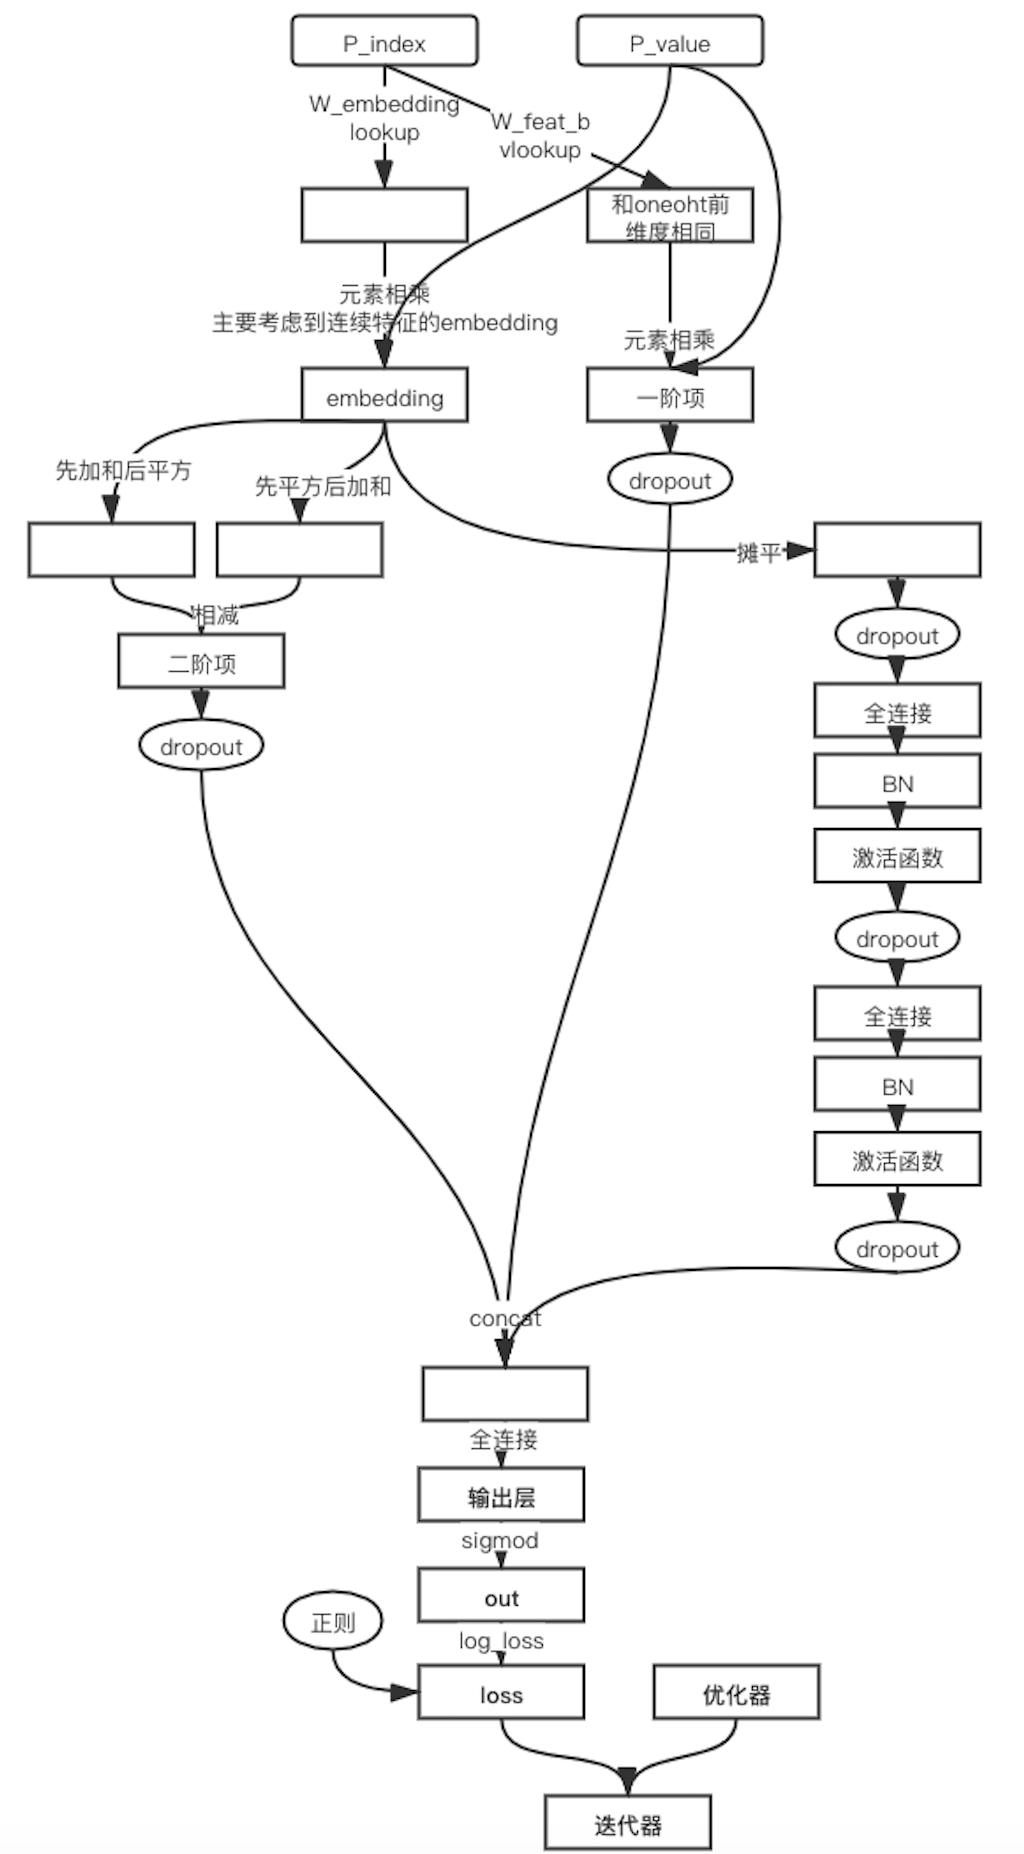 P_index
P_value
W_embedding
lookup
W_feat_b
vlookup
和oneoht前
维度相同
元素相乘
主要考虑到连续特征的embedding
元素相乘
embedding
一阶项
先加和后平方
先平方后加和
dropout
摊平
相减
dropout
二阶项
全连接
dropout
BN
激活函数
dropout
全连接
BN
激活函数
dropout
concat
全连接
输出层
sigmod
out
正则
log_loss
loss
优化器
迭代器